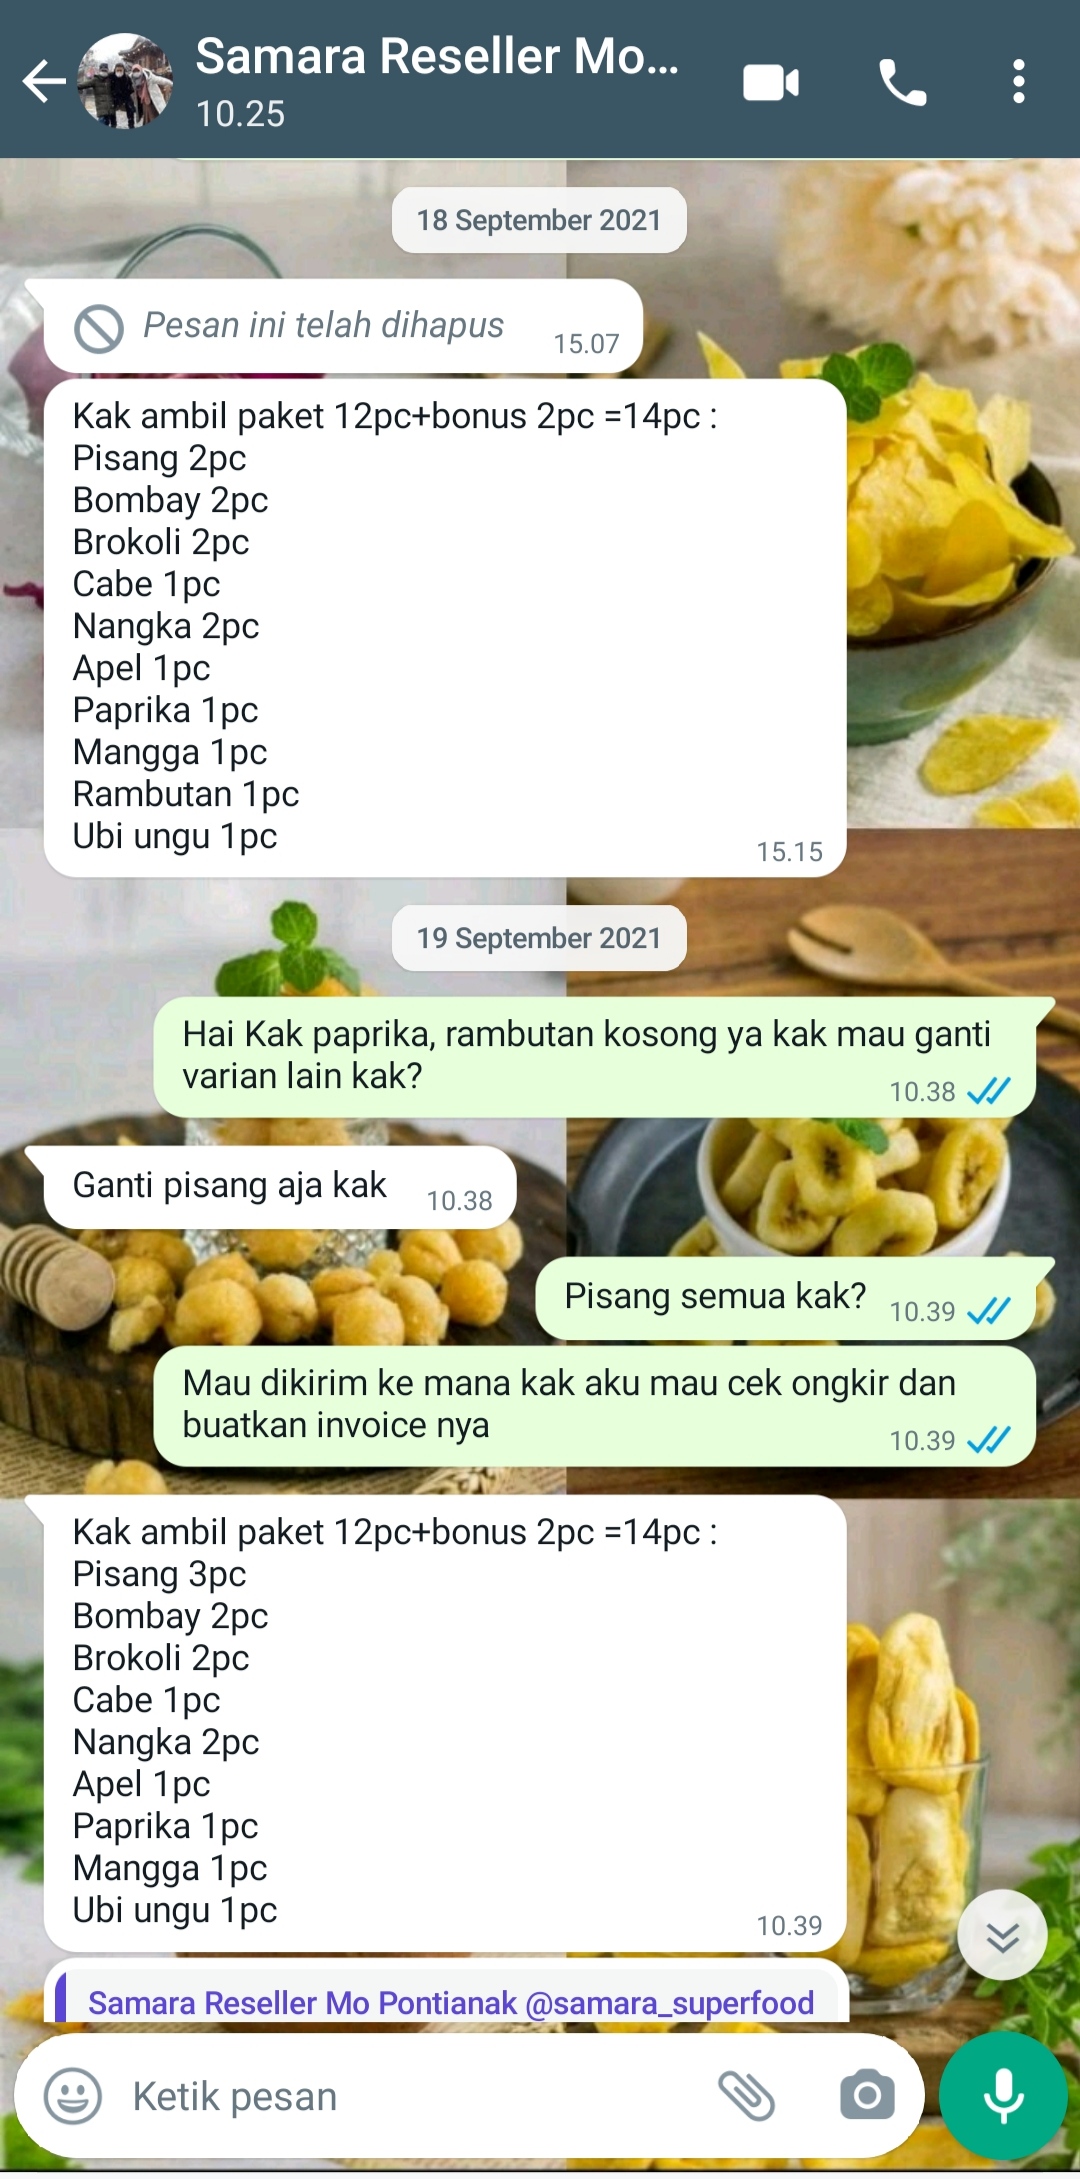 Samara Reseller Mo...
10.25
18 September 2021
Pesan ini telah dihapus
15.07
Kak ambil paket 12pc+bonus 2pc =14pc :
Pisang 2pc
Bombay 2pc
Brokoli 2pc
Cabe 1pc
Nangka 2pc
Apel 1pc
Paprika 1pc
Mangga 1pc
Rambutan 1pc
Ubi ungu 1pc
15.15
19 September 2021
Hai Kak paprika, rambutan kosong ya kak mau ganti
varian lain kak?
10.38
Ganti pisang aja kak
10.38
Pisang semua kak?
10.39
Mau dikirim ke mana kak aku mau cek ongkir dan
buatkan invoice nya
10.39
Kak ambil paket 12pc+bonus 2pc =14pc :
Pisang 3pc
Bombay 2pc
Brokoli 2pc
Cabe 1pc
Nangka 2pc
Apel 1pc
Paprika 1pc
Mangga 1pc
Ubi ungu 1pc
10.39
Samara Reseller Mo Pontianak @samara_superfood
Ketik pesan